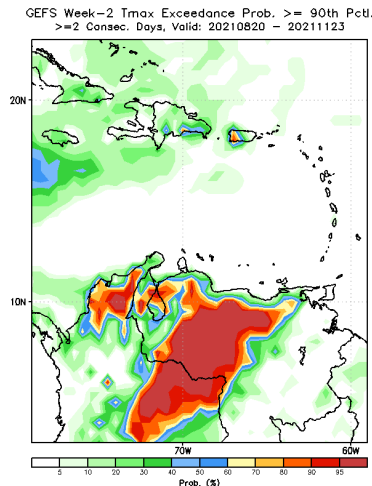 GEFS Week-2 Tmax Exceedance Prob. >= 90th Pctl.
>=2 Consec. Days, Valid: 20210820 - 20211123
20N
10N
70W
60W
5 10 20 30 40 50 60 70 80 90 95
Prob. (%)